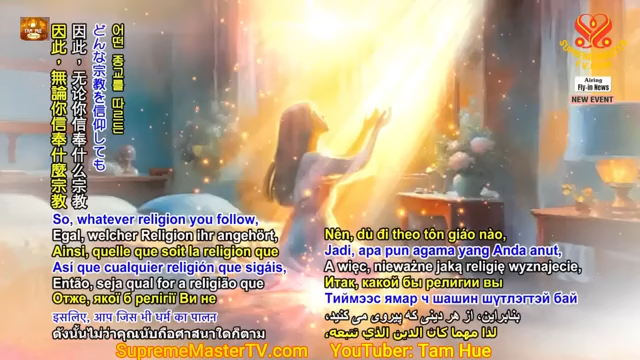 TAM HUE
因此，無論你信奉什麼宗教
因此，无论你信奉什么宗教
どんな宗教を信仰しても
어떤 종교를 따르든
SUPREME MASTER
TV
Airing
Fly-in News
NEW EVENT
So, whatever religion you follow,
Egal, welcher Religion ihr angehört,
Ainsi, quelle que soit la religion que
Así que cualquier religión que sigáis,
Então, seja qual for a religião que
Отже, якої б релігії Ви не
इसलिए, आप जिस भी धर्म का पालन
ดังนั้นไม่ว่าคุณนับถือศาสนาใดก็ตาม
Nên, dù đi theo tôn giáo nào,
Jadi, apa pun agama yang Anda anut,
A więc, nieważne jaką religię wyznajecie,
Итак, какой бы религии вы
Тиймээс ямар ч шашин шүтлэгтэй бай
بنابراین، از هر دینی که پیروی می کنید،
لذا مهما كان الدين الذي تتبعه،
SupremeMasterTV.com
YouTuber: Tam Hue